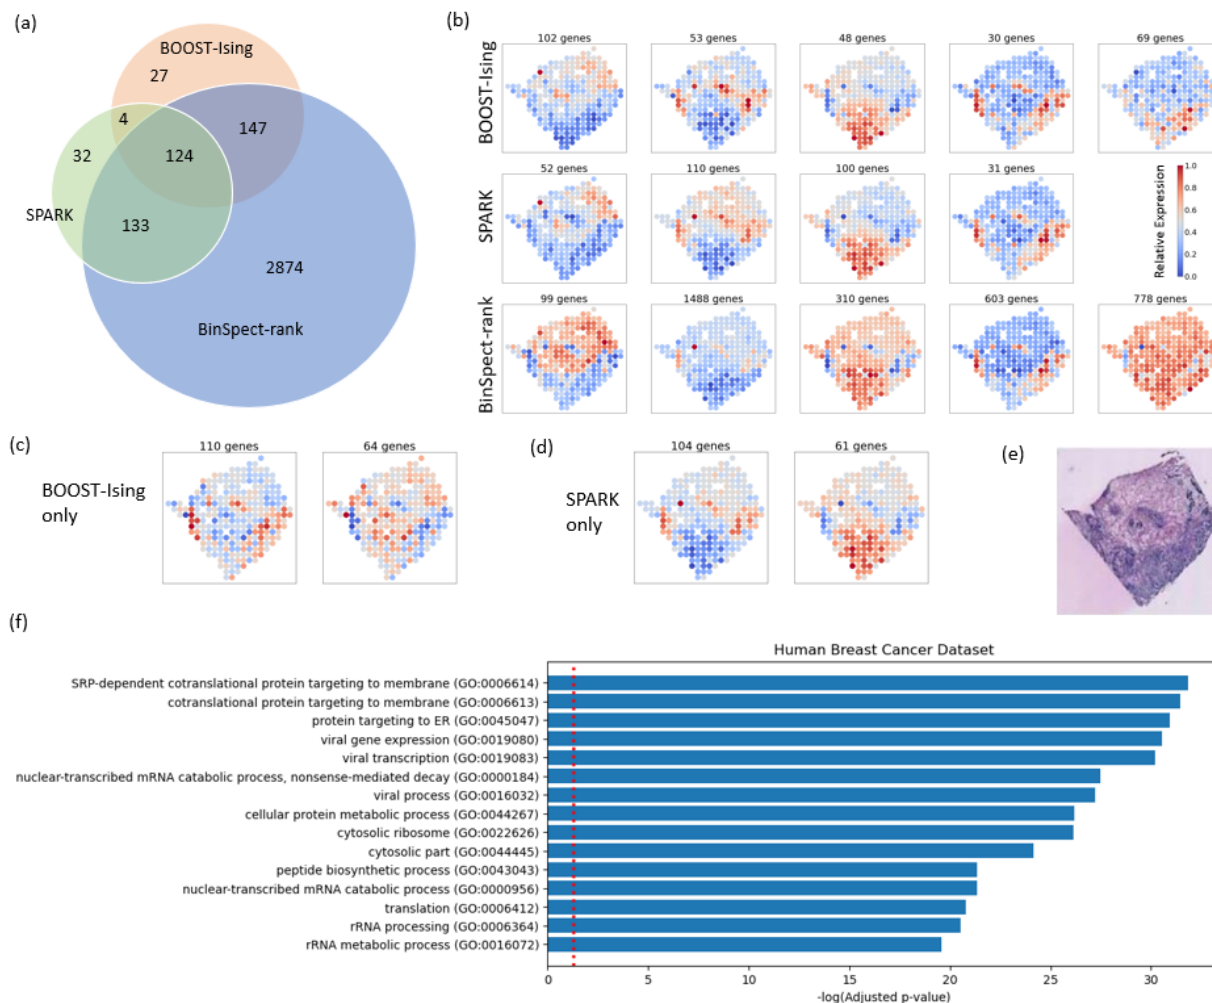 (a)
BOOST-Ising
27
4
147
32
124
SPARK
133
2874
BinSpect-rank
(b)
BOOST-Ising
102 genes
53 genes
48 genes
30 genes
69 genes
SPARK
52 genes
110 genes
100 genes
31 genes
Relative Expression
1.0
0.8
0.6
0.4
0.2
0.0
BinSpect-rank
99 genes
1488 genes
310 genes
603 genes
778 genes
(c)
BOOST-Ising
only
110 genes
64 genes
(d)
SPARK
only
104 genes
61 genes
(e)
(f)
Human Breast Cancer Dataset
SRP-dependent cotranslational protein targeting to membrane (GO:0006614)
cotranslational protein targeting to membrane (GO:0006613)
protein targeting to ER (GO:0045047)
viral gene expression (GO:0019080)
viral transcription (GO:0019083)
nuclear-transcribed mRNA catabolic process, nonsense-mediated decay (GO:0000184)
viral process (GO:0016032)
cellular protein metabolic process (GO:0044267)
cytosolic ribosome (GO:0022626)
cytosolic part (GO:0044445)
peptide biosynthetic process (GO:0043043)
nuclear-transcribed mRNA catabolic process (GO:0000956)
translation (GO:0006412)
rRNA processing (GO:0006364)
rRNA metabolic process (GO:0016072)
0 5 10 15 20 25 30
-log(Adjusted p-value)